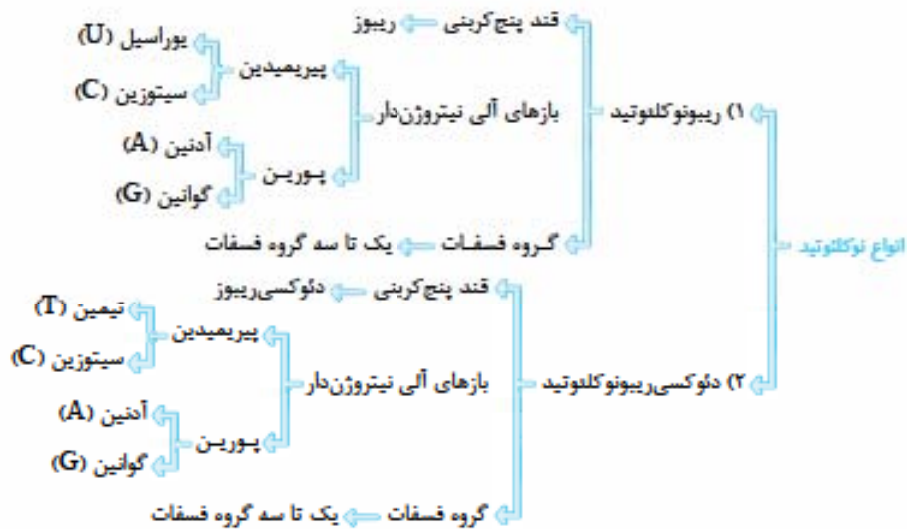 انواع نوکلئوتید
۱) ریبونوکلئوتید
قند پنج‌کربنی
ریبوز
بازهای آلی نیتروژن‌دار
پیریمیدین
یوراسیل (U)
سیتوزین (C)
پورین
آدنین (A)
گوانین (G)
گروه فسفات
یک تا سه گروه فسفات
۲) دئوکسی‌ریبونوکلئوتید
قند پنج‌کربنی
دئوکسی‌ریبوز
بازهای آلی نیتروژن‌دار
پیریمیدین
تیمین (T)
سیتوزین (C)
پورین
آدنین (A)
گوانین (G)
گروه فسفات
یک تا سه گروه فسفات